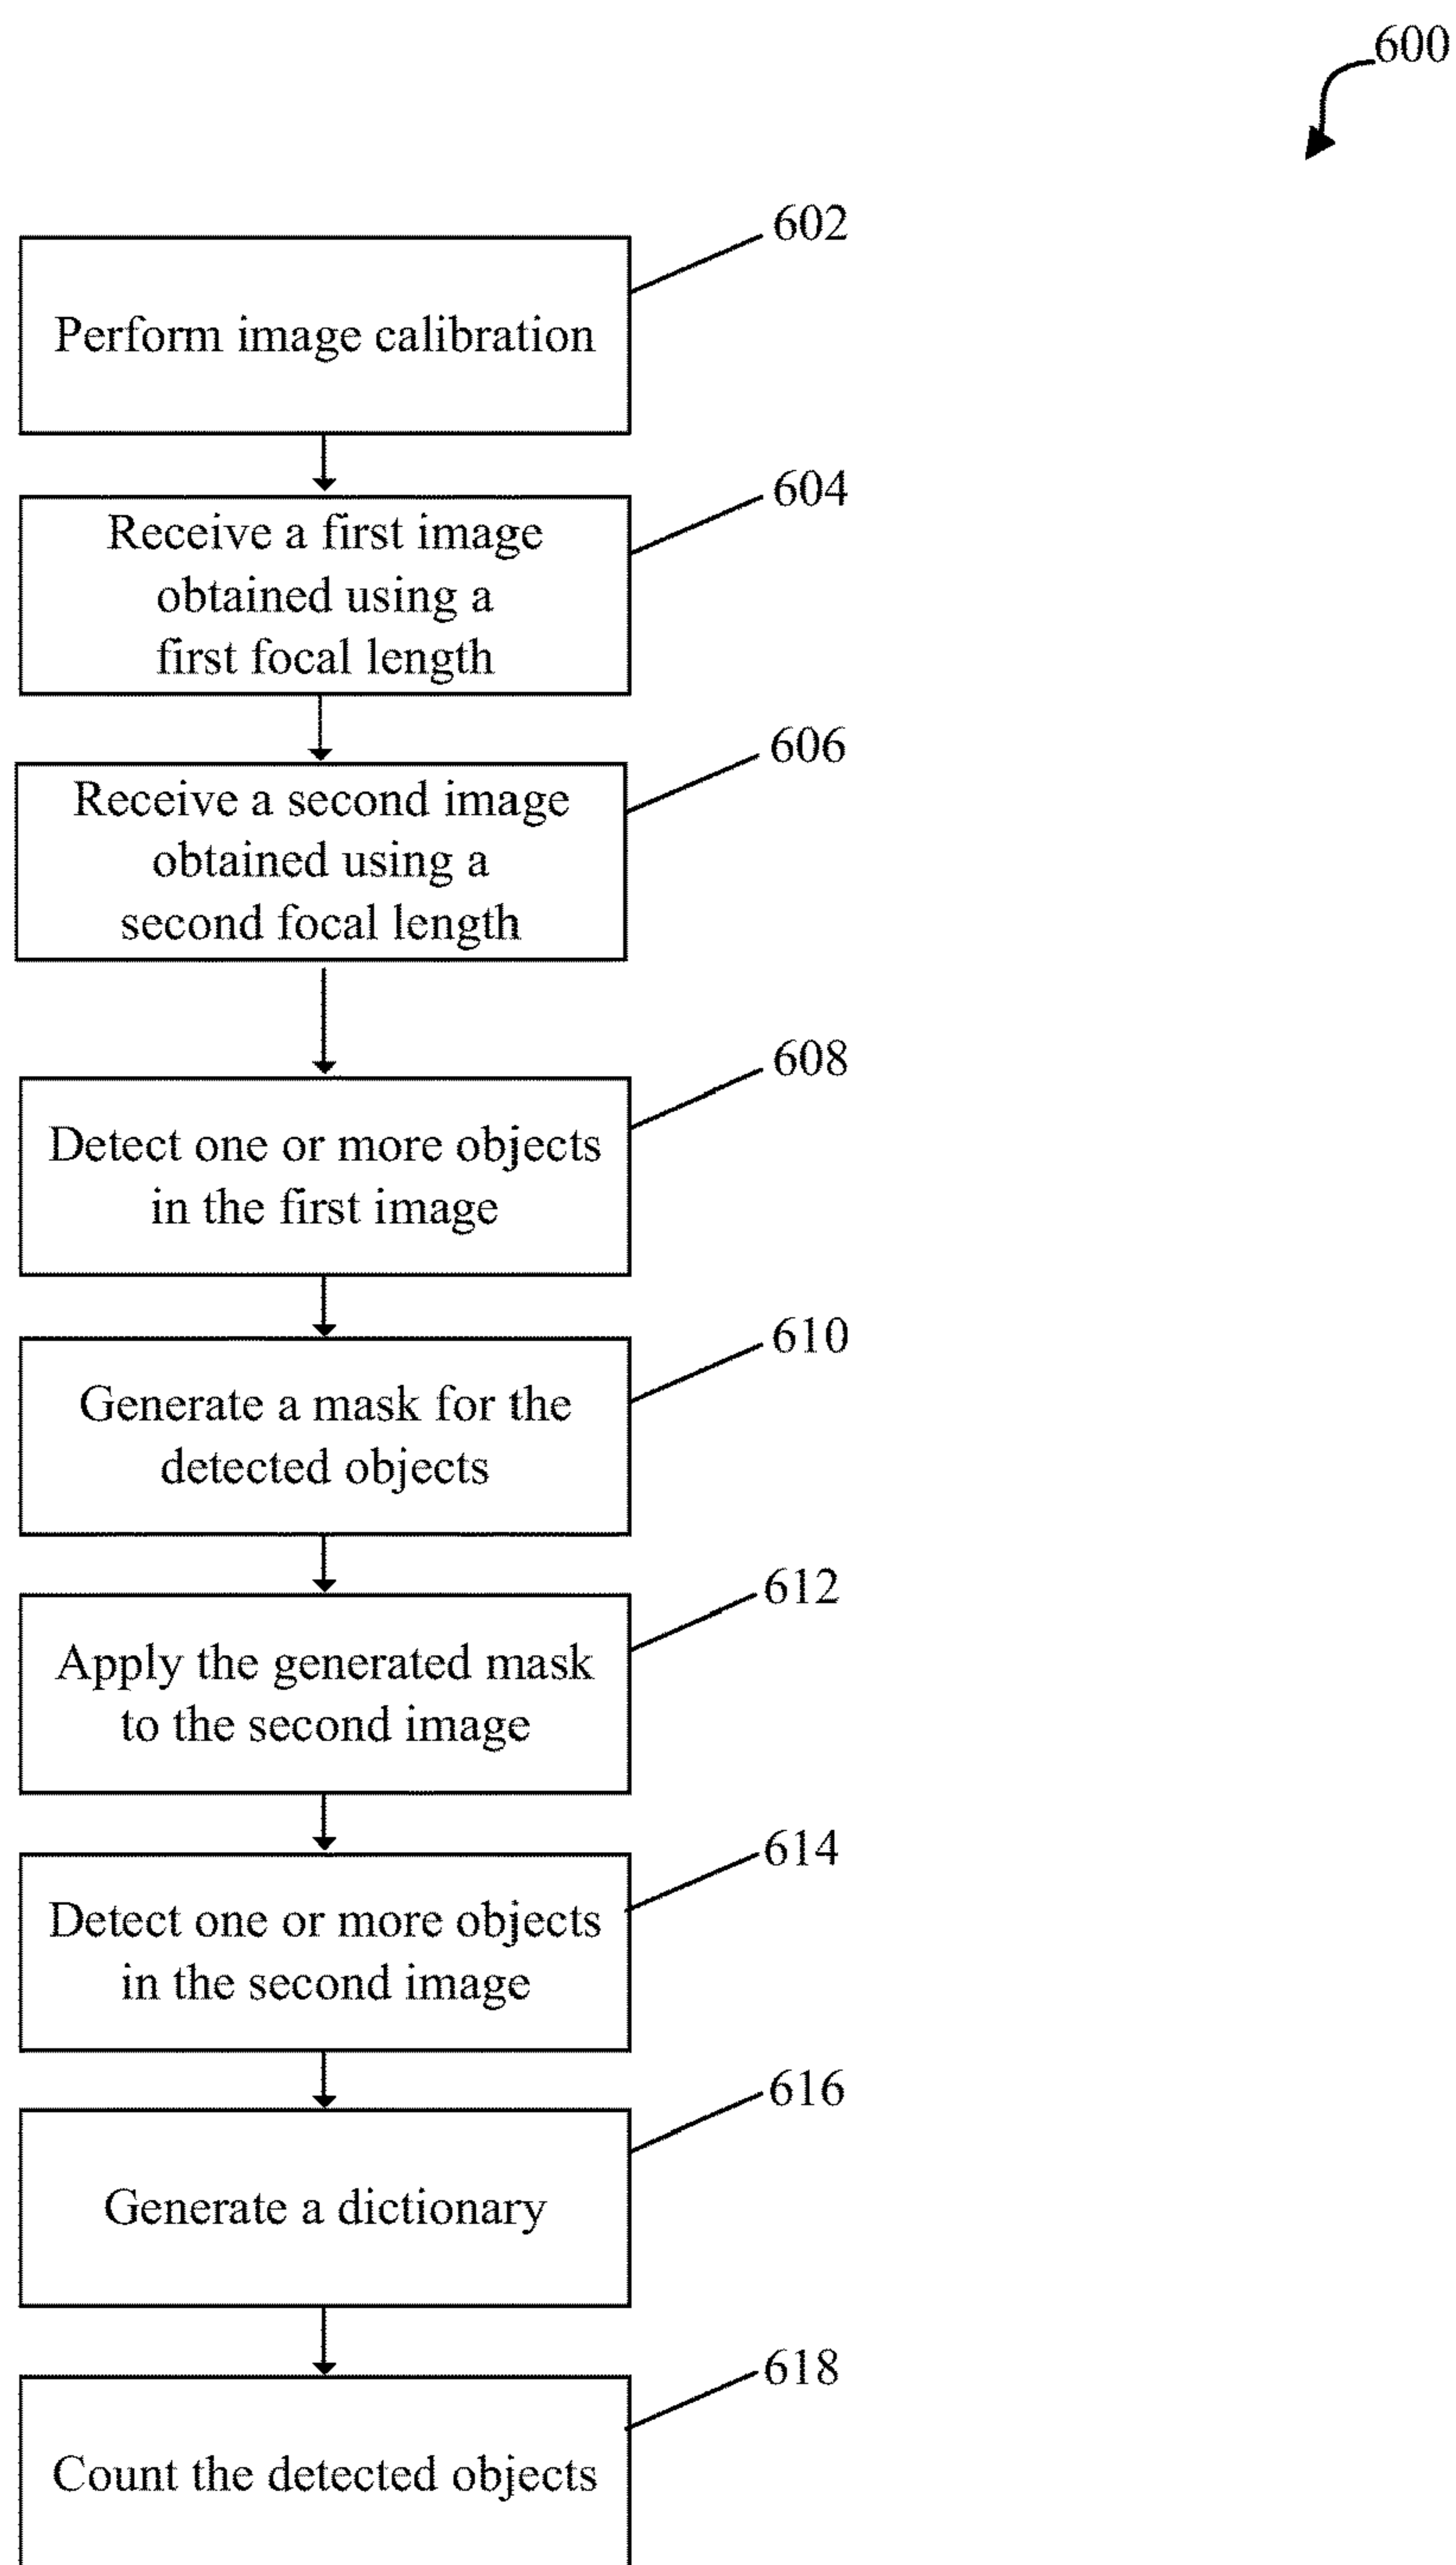 600
602
Perform image calibration
604
Receive a first image
obtained using a
first focal length
606
Receive a second image
obtained using a
second focal length
608
Detect one or more objects
in the first image
610
Generate a mask for the
detected objects
612
Apply the generated mask
to the second image
614
Detect one or more objects
in the second image
616
Generate a dictionary
618
Count the detected objects